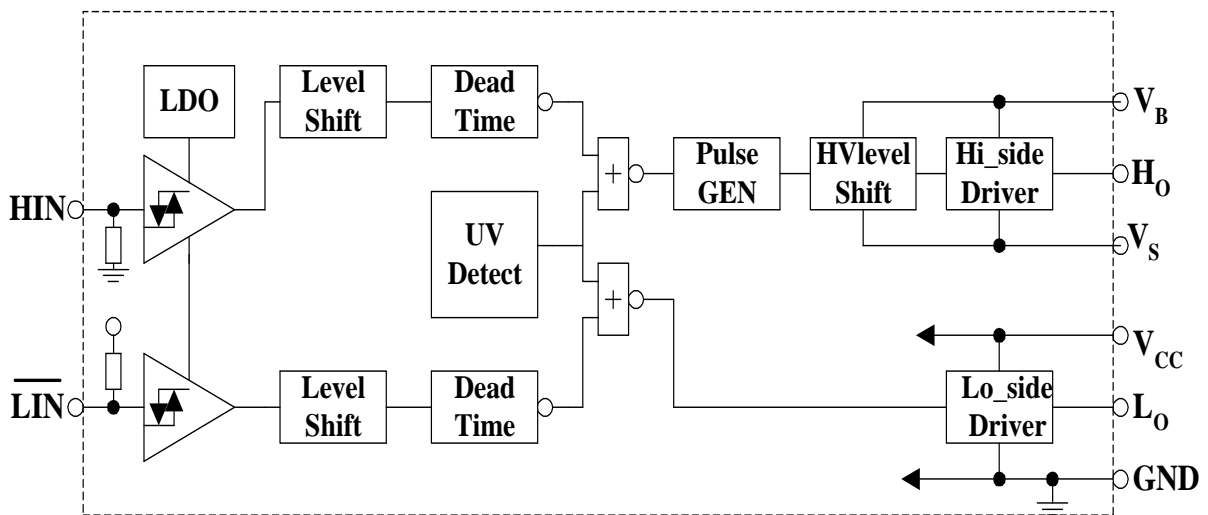 LDO
Level
Shift
Dead
Time
HIN
UV
Detect
+
Pulse
GEN
HVlevel
Shift
Hi_side
Driver
VB
HO
VS
+
LIN
Level
Shift
Dead
Time
Lo_side
Driver
VCC
LO
GND